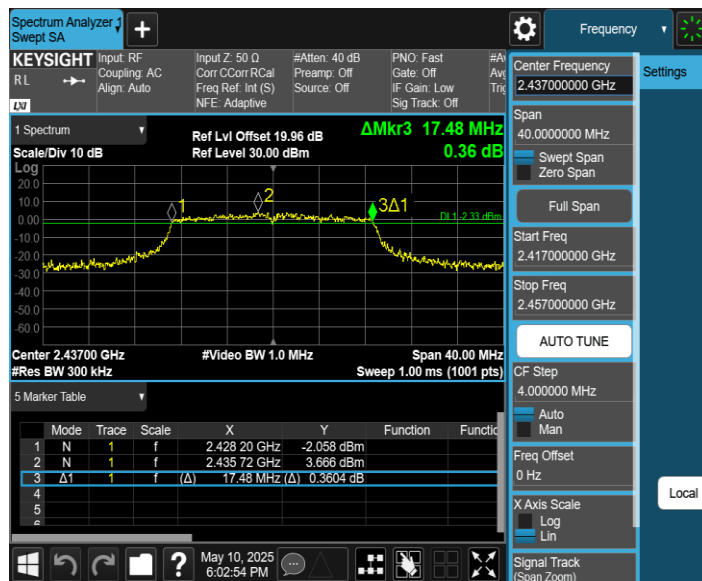 Spectrum Analyzer 1
Swept SA
+
Frequency
KEYSIGHT
RL
LXI
Input: RF
Coupling: AC
Align: Auto
Input Z: 50 Ω
Corr CCorr RCal
Freq Ref: Int (S)
NFE: Adaptive
#Atten: 40 dB
Preamp: Off
Source: Off
PNO: Fast
Gate: Off
IF Gain: Low
Sig Track: Off
#Av
Avg
Trig
1 Spectrum
Scale/Div 10 dB
Ref Lvl Offset 19.96 dB
Ref Level 30.00 dBm
ΔMkr3 17.48 MHz
0.36 dB
Log
20.0
10.0
0.00
-10.0
-20.0
-30.0
-40.0
-50.0
-60.0
1
2
3Δ1
DL1 -2.33 dBm
Center 2.43700 GHz
#Video BW 1.0 MHz
Span 40.00 MHz
#Res BW 300 kHz
Sweep 1.00 ms (1001 pts)
5 Marker Table
Mode Trace Scale X Y Function Functio
1 N 1 f 2.428 20 GHz -2.058 dBm
2 N 1 f 2.435 72 GHz 3.666 dBm
3 Δ1 1 f (Δ) 17.48 MHz (Δ) 0.3604 dB
4
5
6
?
May 10, 2025
6:02:54 PM
Center Frequency
2.437000000 GHz
Span
40.0000000 MHz
Swept Span
Zero Span
Full Span
Start Freq
2.417000000 GHz
Stop Freq
2.457000000 GHz
AUTO TUNE
CF Step
4.000000 MHz
Auto
Man
Freq Offset
0 Hz
X Axis Scale
Log
Lin
Signal Track
(Span Zoom)
Settings
Local